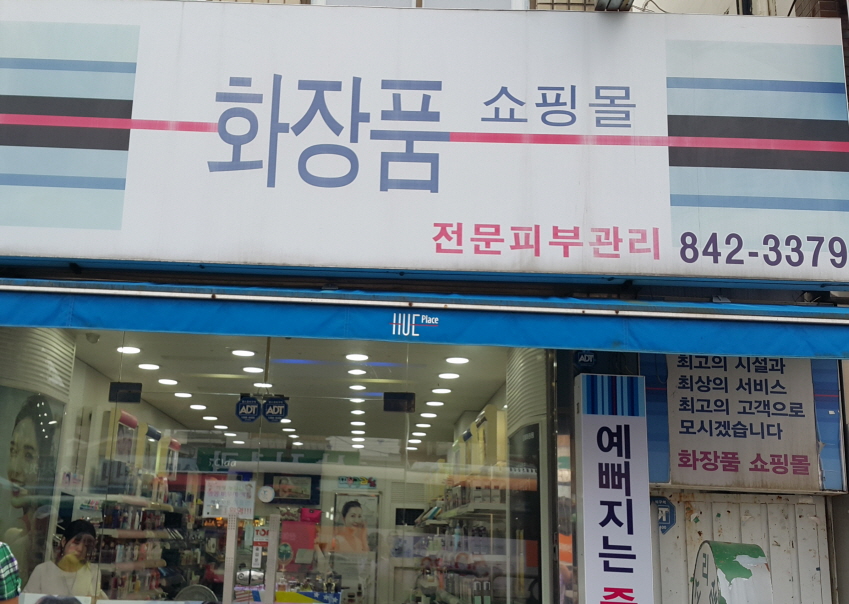 화장품 쇼핑몰
전문피부관리 842-3379
HUE Place
ADT
ADT
ADT
최고의 시설과
최상의 서비스
최고의 고객으로
모시겠습니다
화장품 쇼핑몰
예뻐지는